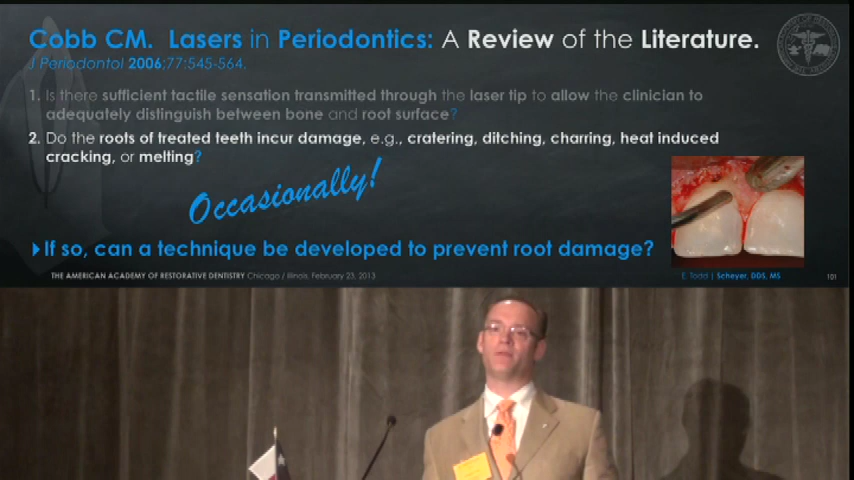 Cobb CM. Lasers in Periodontics: A Review of the Literature.
J Periodontol 2006;77:545-564.
1. Is there sufficient tactile sensation transmitted through the laser tip to allow the clinician to
adequately distinguish between bone and root surface?
2. Do the roots of treated teeth incur damage, e.g., cratering, ditching, charring, heat induced
cracking, or melting?
Occasionally!
If so, can a technique be developed to prevent root damage?
THE AMERICAN ACADEMY OF RESTORATIVE DENTISTRY Chicago / Illinois, February 23, 2013
E. Todd | Scheyer, DDS, MS
101